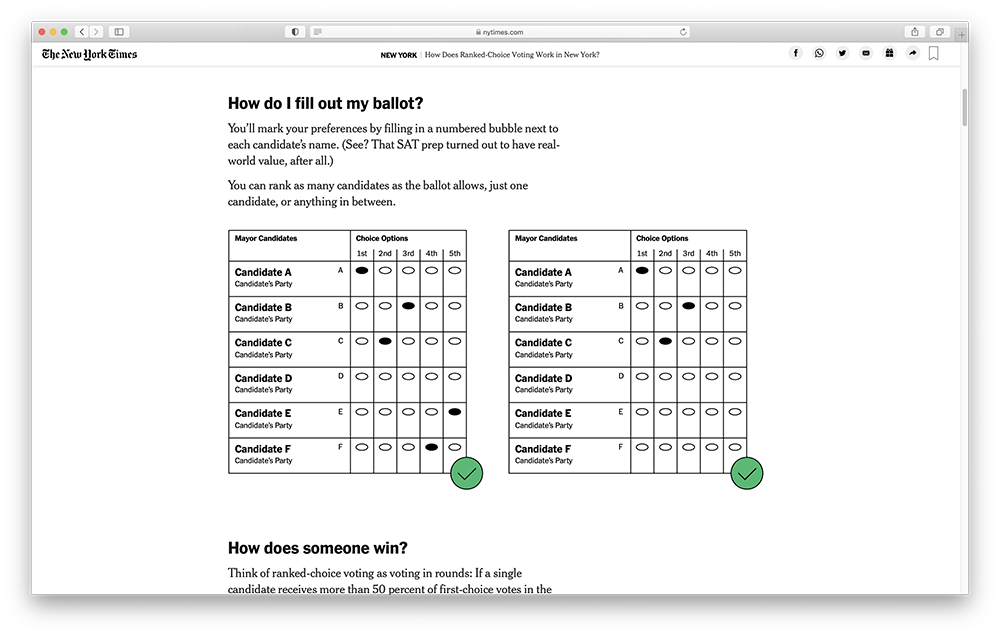 nytimes.com
The New York Times
NEW YORK | How Does Ranked-Choice Voting Work in New York?
How do I fill out my ballot?
You’ll mark your preferences by filling in a numbered bubble next to
each candidate’s name. (See? That SAT prep turned out to have real-
world value, after all.)
You can rank as many candidates as the ballot allows, just one
candidate, or anything in between.
Mayor Candidates
Choice Options
1st 2nd 3rd 4th 5th
Candidate A A
Candidate’s Party
Candidate B B
Candidate’s Party
Candidate C C
Candidate’s Party
Candidate D D
Candidate’s Party
Candidate E E
Candidate’s Party
Candidate F F
Candidate’s Party
Mayor Candidates
Choice Options
1st 2nd 3rd 4th 5th
Candidate A A
Candidate’s Party
Candidate B B
Candidate’s Party
Candidate C C
Candidate’s Party
Candidate D D
Candidate’s Party
Candidate E E
Candidate’s Party
Candidate F F
Candidate’s Party
How does someone win?
Think of ranked-choice voting as voting in rounds: If a single
candidate receives more than 50 percent of first-choice votes in the